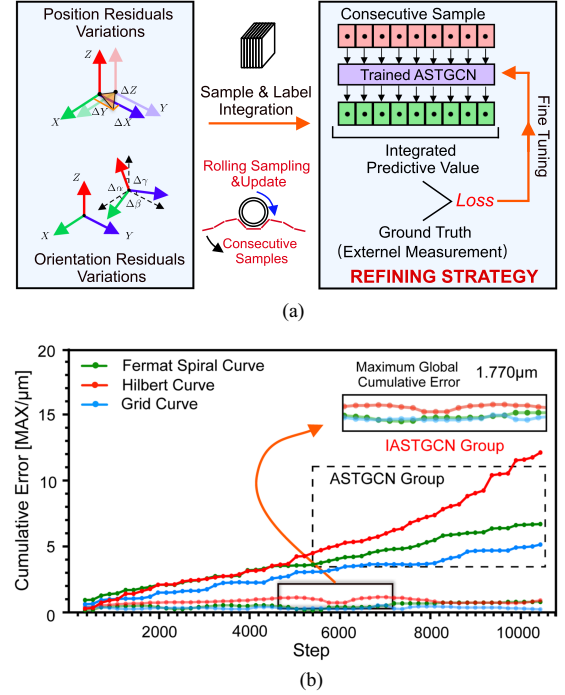 Position Residuals
Variations
Z
ΔZ
ΔY
ΔX
X
Y
Z
Δγ
Δα
Δβ
X
Y
Orientation Residuals
Variations
Sample & Label
Integration
Rolling Sampling
&Update
Consecutive
Samples
Consecutive Sample
Trained ASTGCN
Integrated
Predictive Value
Loss
Ground Truth
(Externel Measurement)
Fine Tuning
REFINING STRATEGY
(a)
Cumulative Error [MAX/μm]
20
15
10
5
0
Fermat Spiral Curve
Hilbert Curve
Grid Curve
Maximum Global
Cumulative Error
1.770μm
IASTGCN Group
ASTGCN Group
2000
4000
6000
8000
10000
Step
(b)